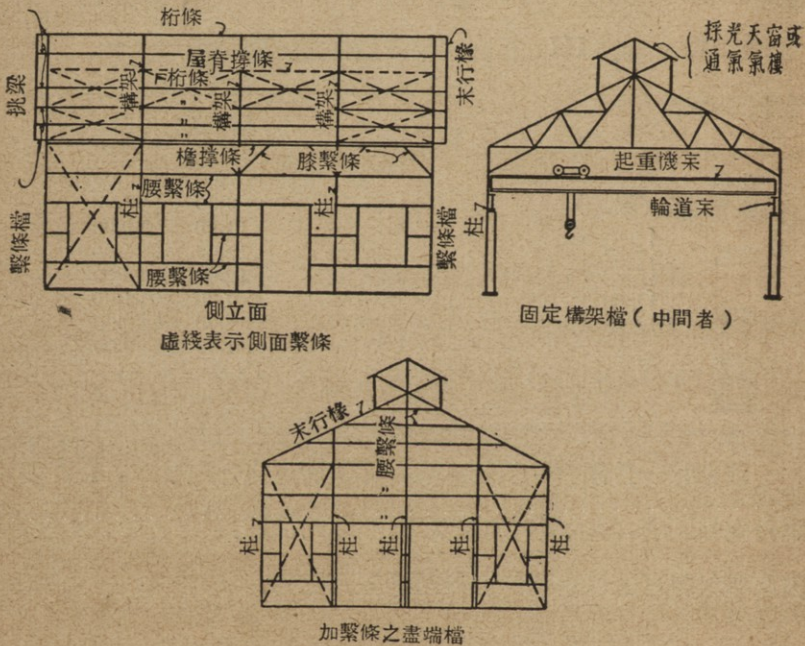 桁條
屋脊撐條
桁條
構架
構架
構架
挑梁
末行椽
檐撐條
膝繫條
腰繫條
柱
柱
繫條檔
繫條檔
腰繫條
側立面
虛綫表示側面繫條
採光天窗或
通氣氣樓
起重機桁
輪道桁
柱
固定構架檔(中間者)
末行椽
腰繫條
柱
柱
柱
柱
柱
加繫條之盡端檔